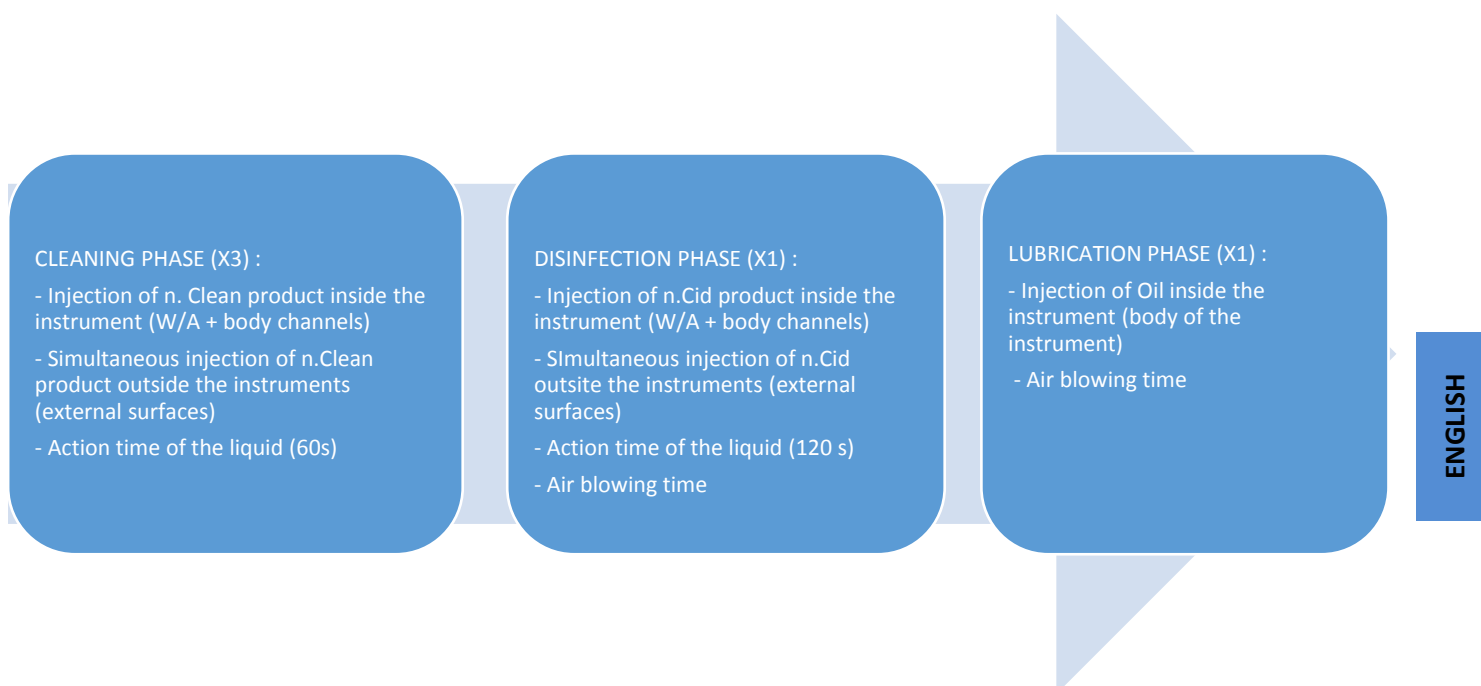 CLEANING PHASE (X3) :
- Injection of n. Clean product inside the
instrument (W/A + body channels)
- Simultaneous injection of n.Clean
product outside the instruments
(external surfaces)
- Action time of the liquid (60s)
DISINFECTION PHASE (X1) :
- Injection of n.Cid product inside the
instrument (W/A + body channels)
- SImultaneous injection of n.Cid
outsite the instruments (external
surfaces)
- Action time of the liquid (120 s)
- Air blowing time
LUBRICATION PHASE (X1) :
- Injection of Oil inside the
instrument (body of the
instrument)
- Air blowing time
ENGLISH